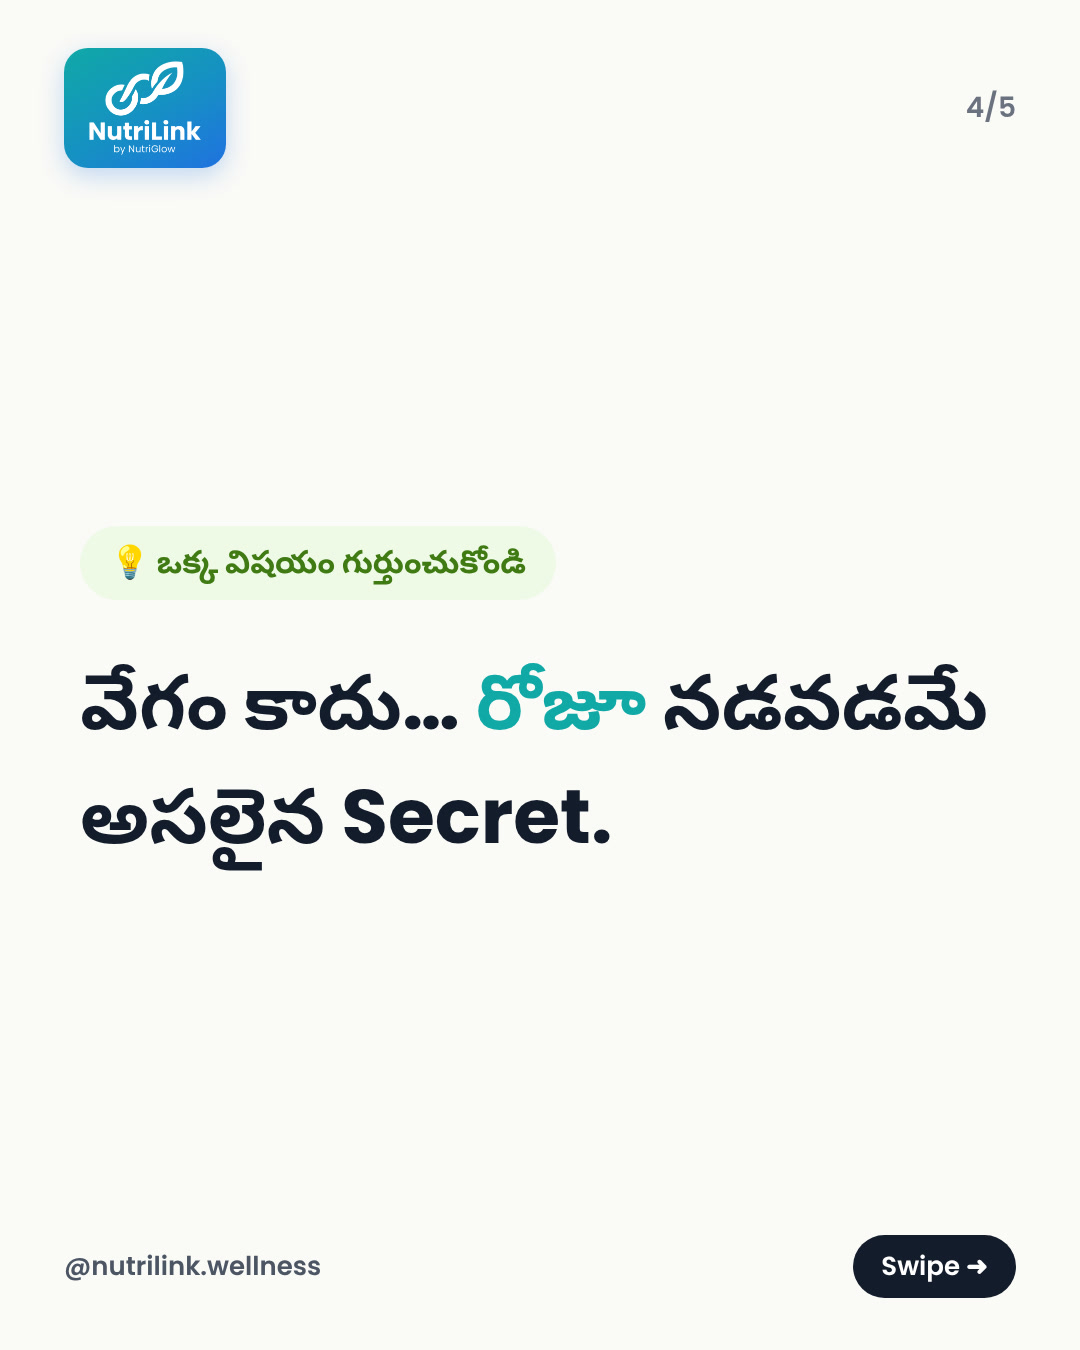 NutriLink
by NutriGlow
4/5
💡 ఒక్క విషయం గుర్తుంచుకోండి
వేగం కాదు... రోజూ నడవడమే
అసలైన Secret.
@nutrilink.wellness
Swipe ➜